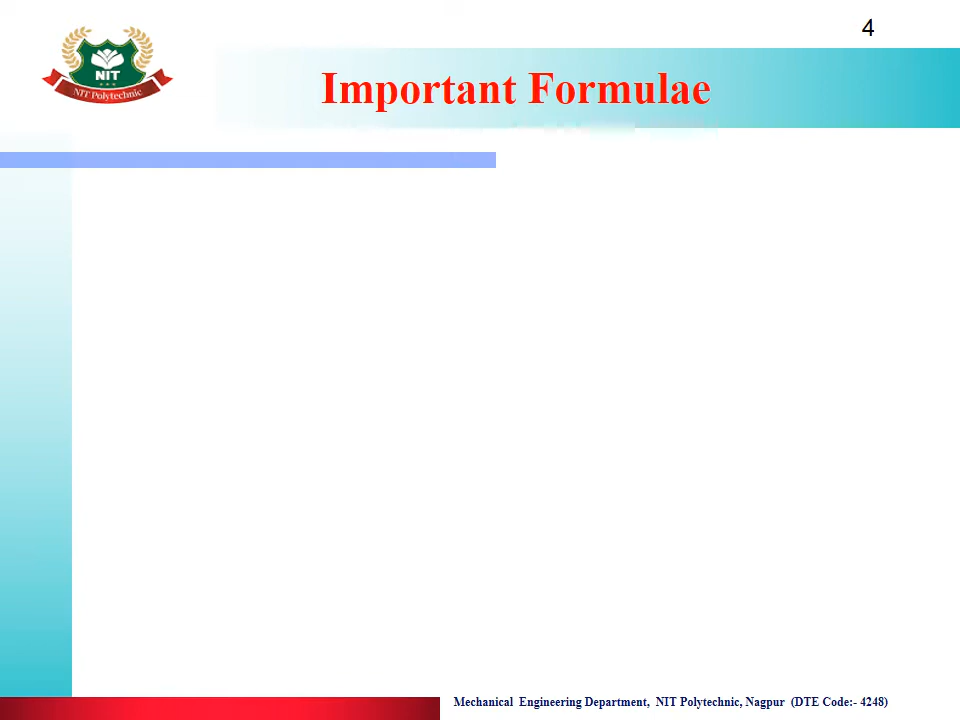 4
NIT
NIT Polytechnic
Important Formulae
Mechanical Engineering Department, NIT Polytechnic, Nagpur (DTE Code:- 4248)